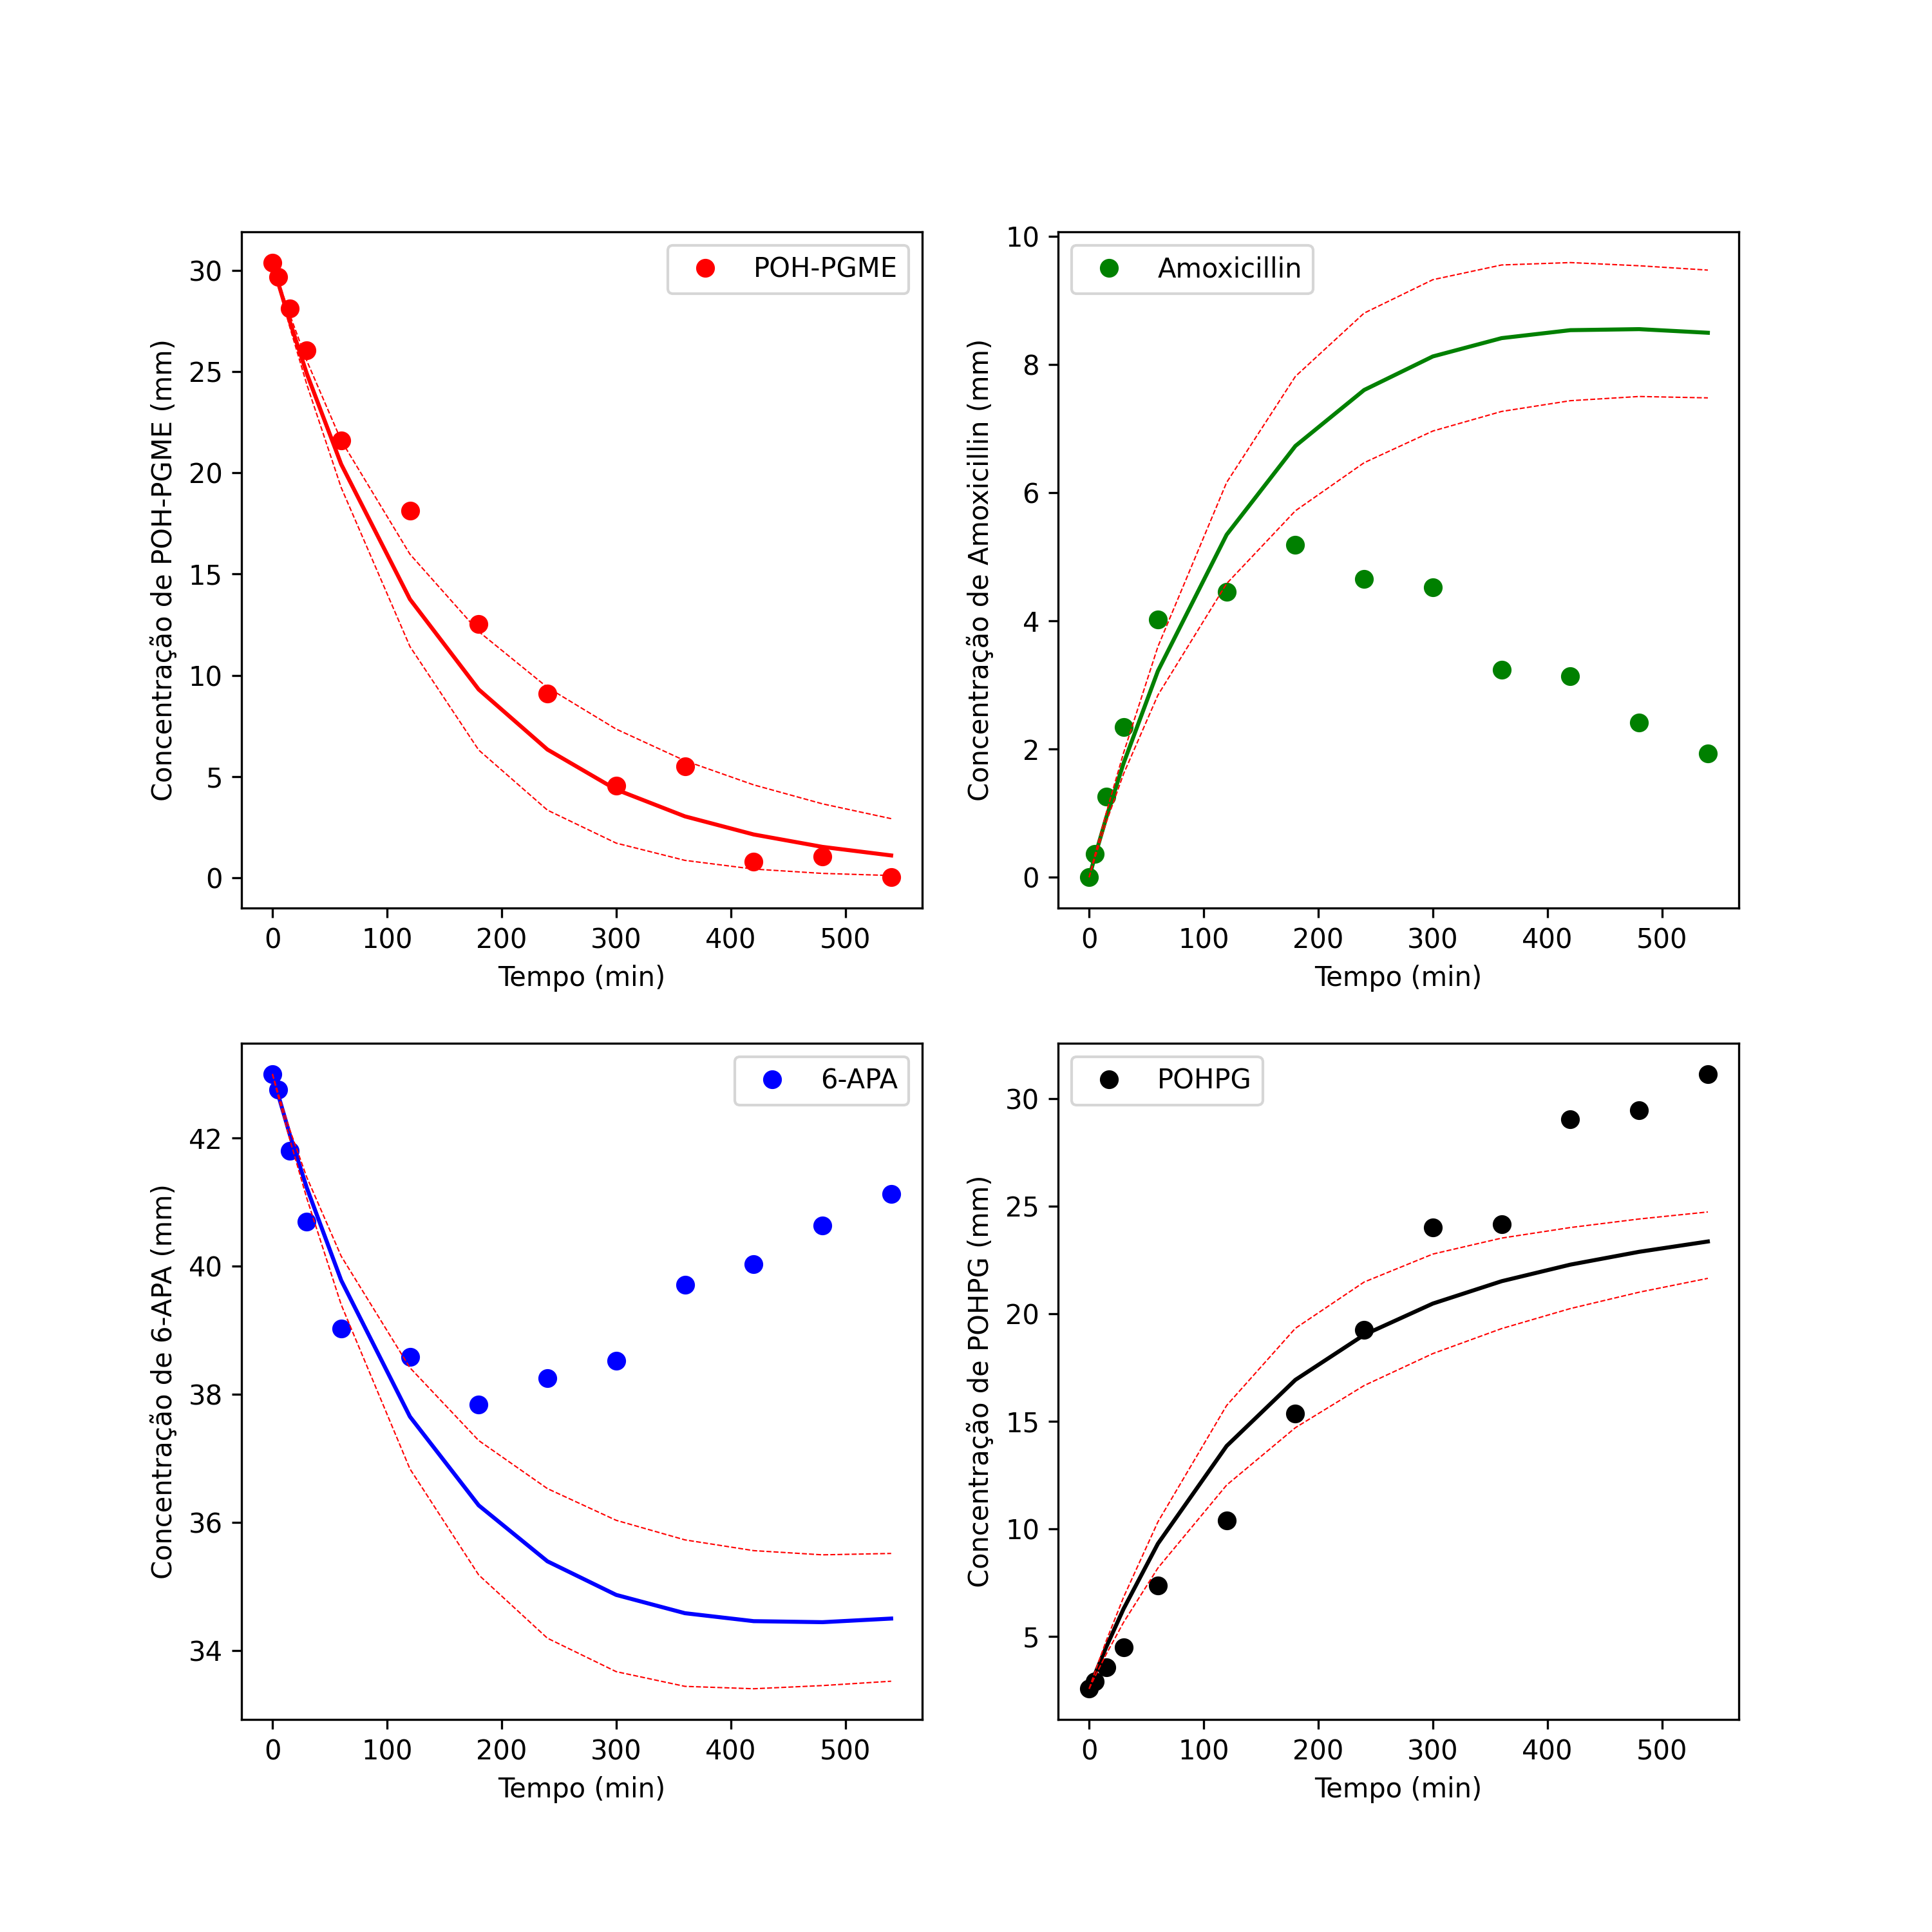 POH-PGME
Concentração de POH-PGME (mm)
30
25
20
15
10
5
0
0 100 200 300 400 500
Tempo (min)
Amoxicillin
Concentração de Amoxicillin (mm)
10
8
6
4
2
0
0 100 200 300 400 500
Tempo (min)
6-APA
Concentração de 6-APA (mm)
42
40
38
36
34
0 100 200 300 400 500
Tempo (min)
POHPG
Concentração de POHPG (mm)
30
25
20
15
10
5
0 100 200 300 400 500
Tempo (min)